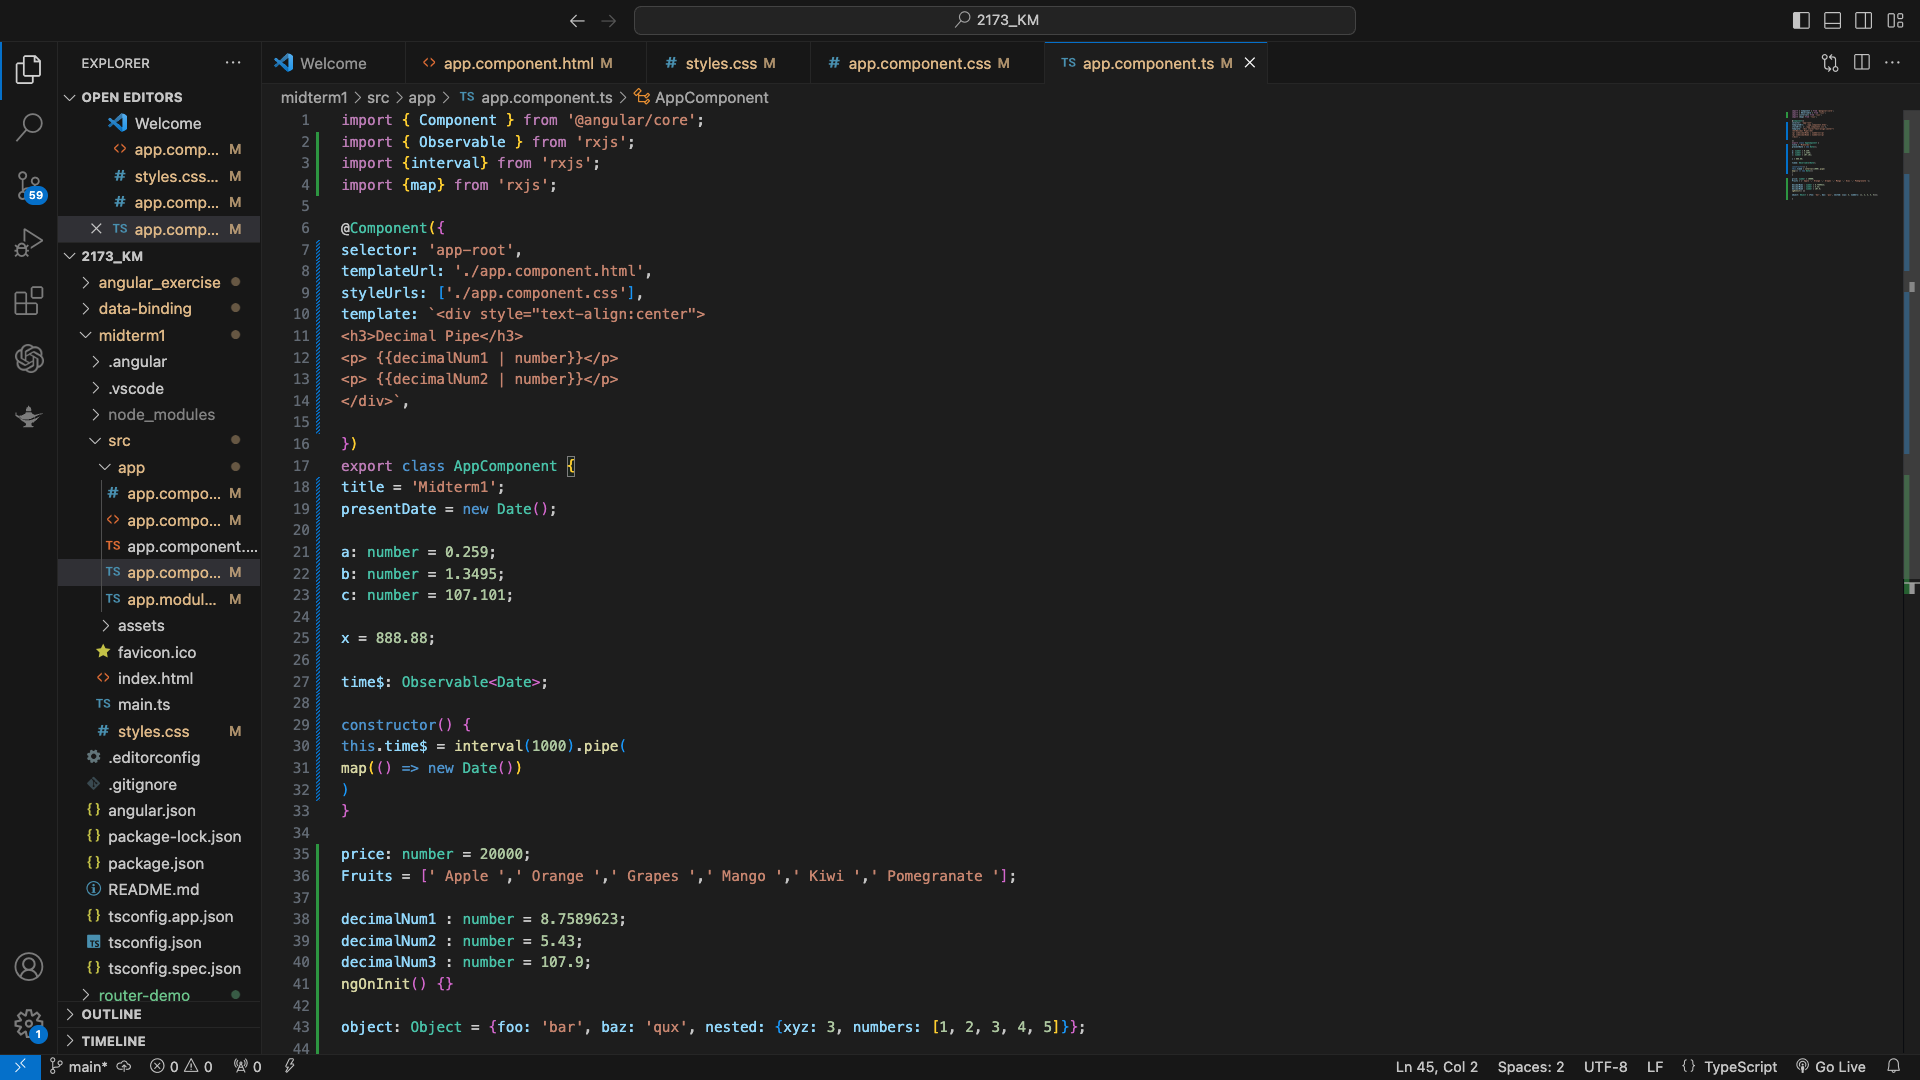 2173_KM
EXPLORER
OPEN EDITORS
Welcome
app.comp... M
styles.css... M
app.comp... M
TS app.comp... M
59
2173_KM
angular_exercise
data-binding
midterm1
.angular
.vscode
node_modules
src
app
# app.compo... M
<> app.compo... M
TS app.component....
TS app.compo... M
TS app.modul... M
assets
favicon.ico
<> index.html
TS main.ts
# styles.css M
.editorconfig
.gitignore
{} angular.json
{} package-lock.json
{} package.json
README.md
{} tsconfig.app.json
TS tsconfig.json
{} tsconfig.spec.json
router-demo
OUTLINE
TIMELINE
1
Welcome
<> app.component.html M
# styles.css M
# app.component.css M
TS app.component.ts M
midterm1 > src > app > TS app.component.ts > AppComponent
1 import { Component } from '@angular/core';
2 import { Observable } from 'rxjs';
3 import {interval} from 'rxjs';
4 import {map} from 'rxjs';
5
6 @Component({
7 selector: 'app-root',
8 templateUrl: './app.component.html',
9 styleUrls: ['./app.component.css'],
10 template: `<div style="text-align:center">
11 <h3>Decimal Pipe</h3>
12 <p> {{decimalNum1 | number}}</p>
13 <p> {{decimalNum2 | number}}</p>
14 </div>`,
15
16 })
17 export class AppComponent {
18 title = 'Midterm1';
19 presentDate = new Date();
20
21 a: number = 0.259;
22 b: number = 1.3495;
23 c: number = 107.101;
24
25 x = 888.88;
26
27 time$: Observable<Date>;
28
29 constructor() {
30 this.time$ = interval(1000).pipe(
31 map(() => new Date())
32 )
33 }
34
35 price: number = 20000;
36 Fruits = [' Apple ',' Orange ',' Grapes ',' Mango ',' Kiwi ',' Pomegranate '];
37
38 decimalNum1 : number = 8.7589623;
39 decimalNum2 : number = 5.43;
40 decimalNum3 : number = 107.9;
41 ngOnInit() {}
42
43 object: Object = {foo: 'bar', baz: 'qux', nested: {xyz: 3, numbers: [1, 2, 3, 4, 5]}};
44
main* 0 0 0 Ln 45, Col 2 Spaces: 2 UTF-8 LF {} TypeScript Go Live